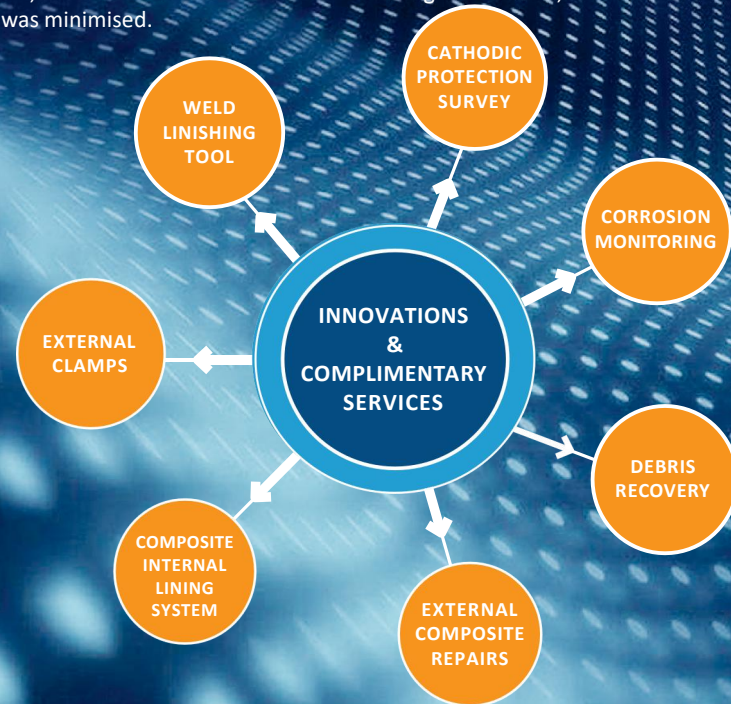 was minimised.
CATHODIC
PROTECTION
SURVEY
WELD
LINISHING
TOOL
CORROSION
MONITORING
INNOVATIONS
&
COMPLIMENTARY
SERVICES
EXTERNAL
CLAMPS
DEBRIS
RECOVERY
COMPOSITE
INTERNAL
LINING
SYSTEM
EXTERNAL
COMPOSITE
REPAIRS